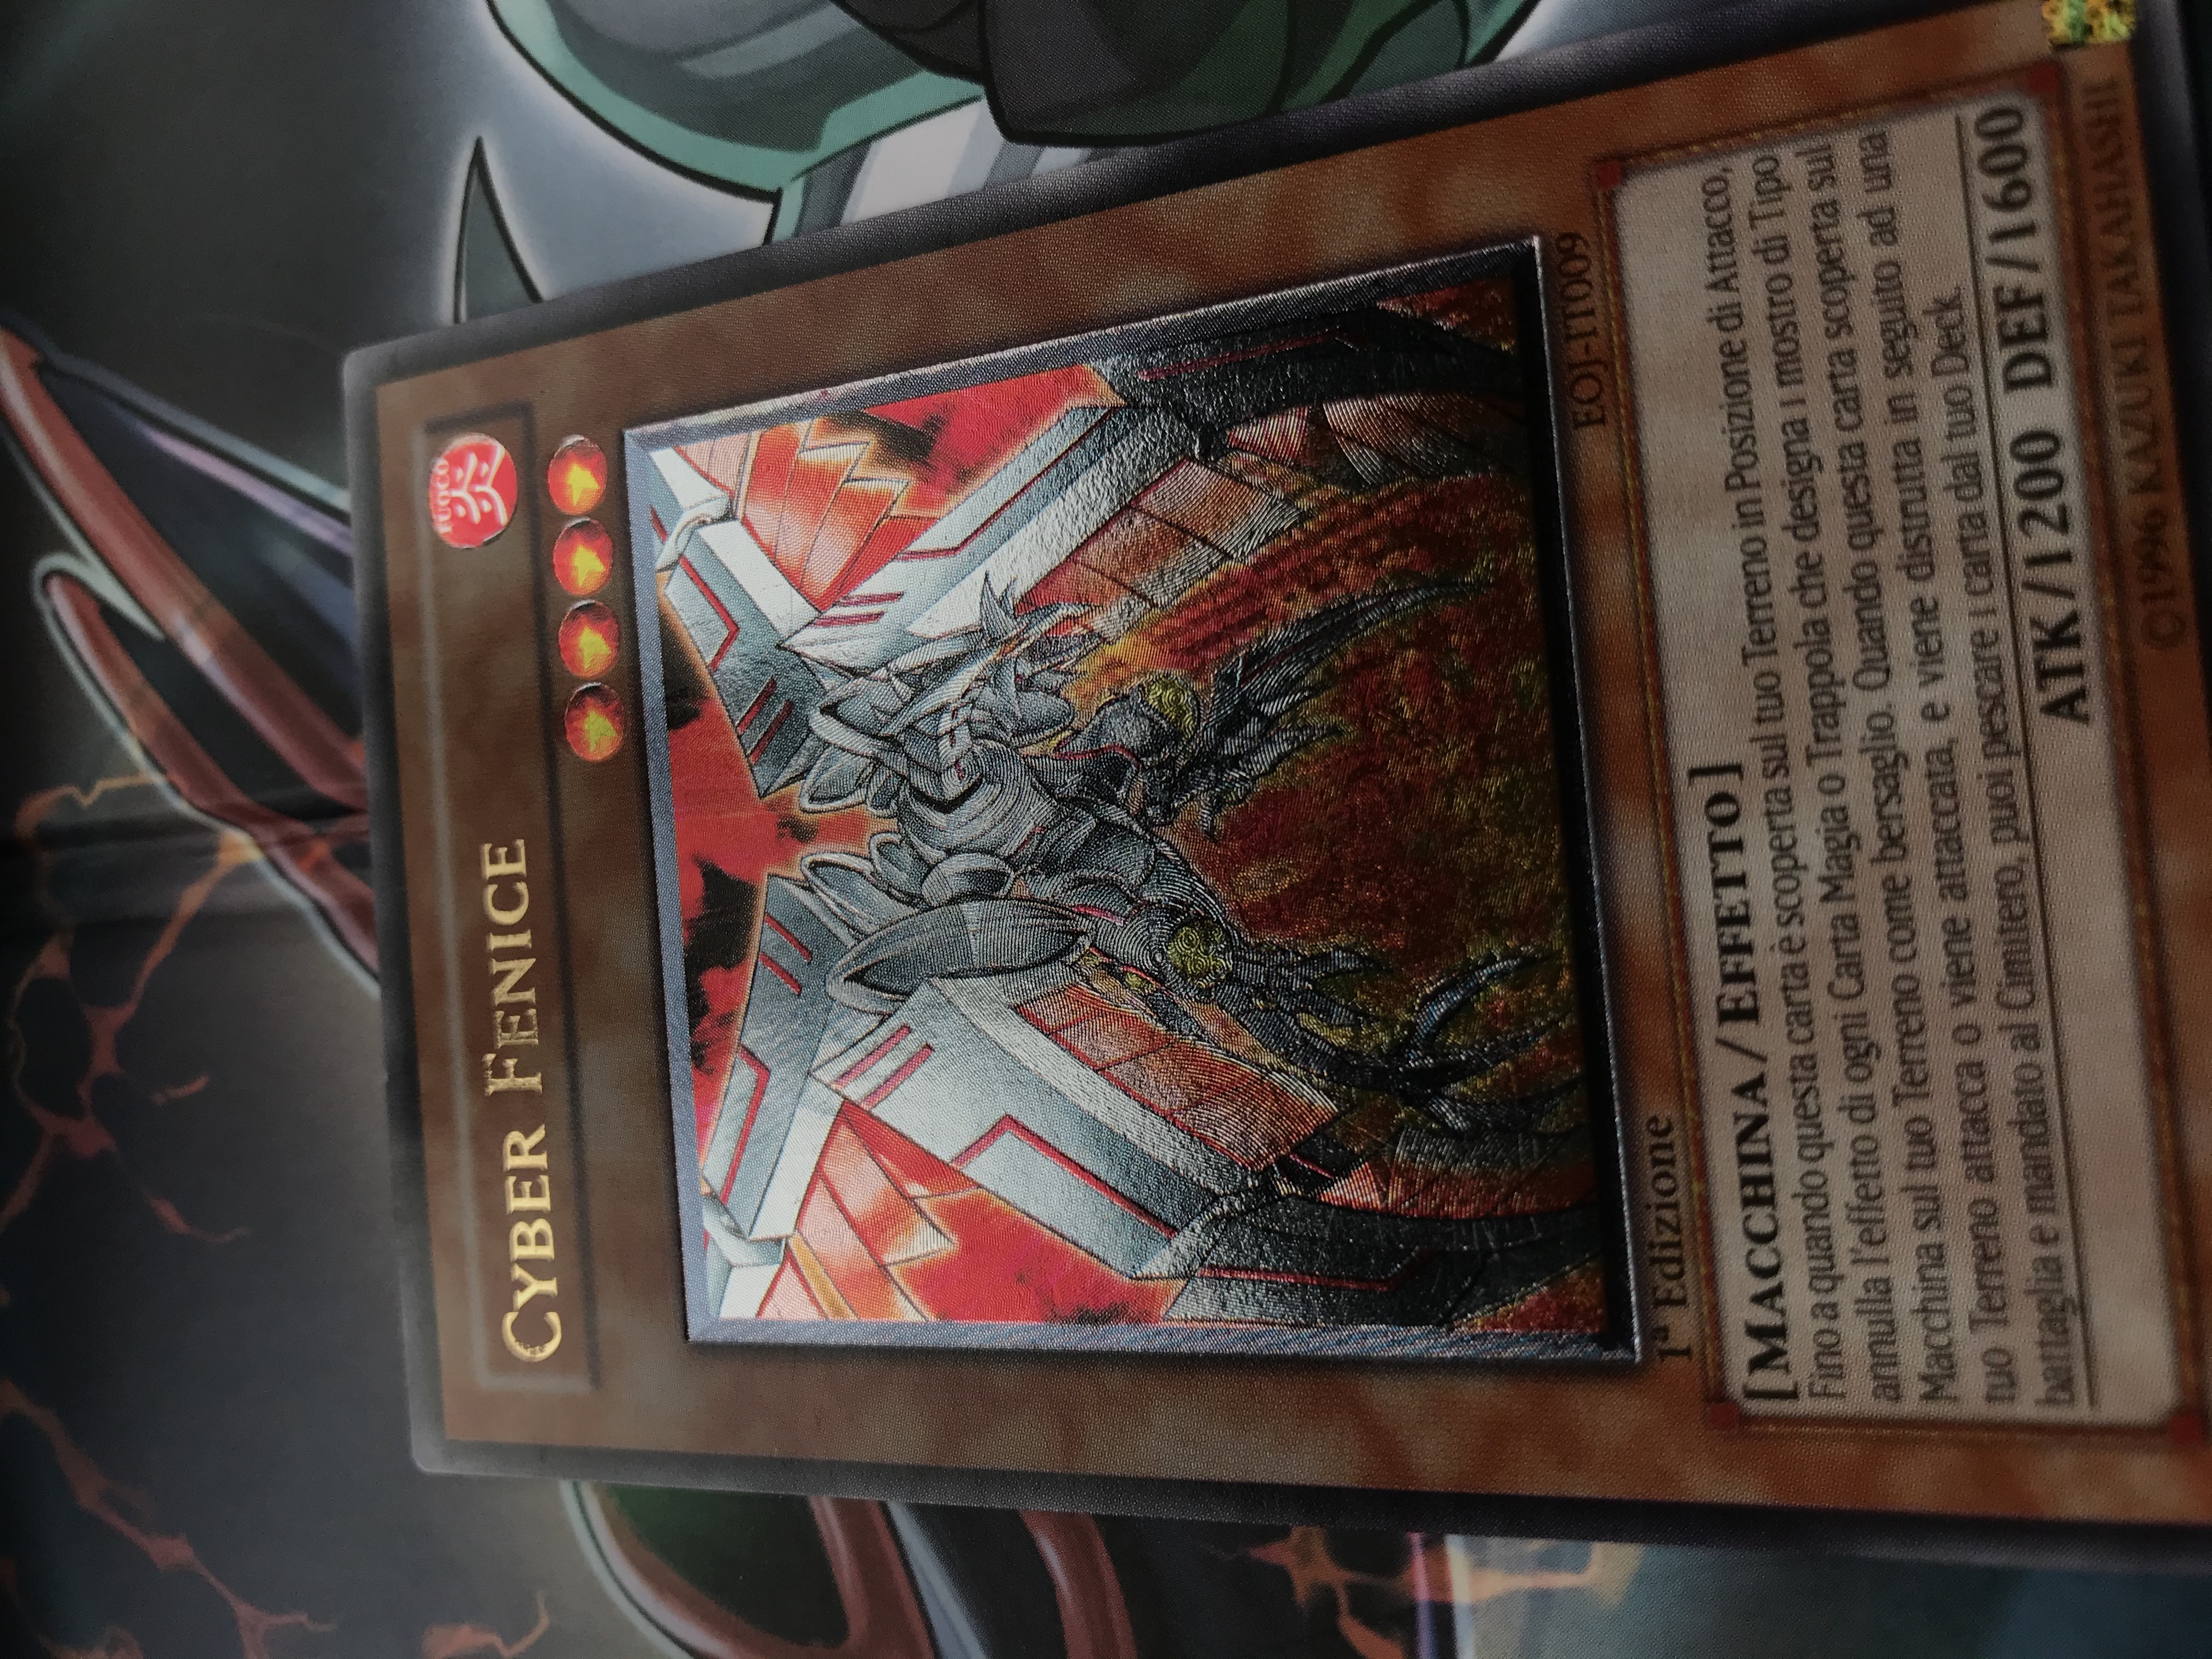 CYBER FENICE
FUOCO
炎
EOJ-IT009
1ª Edizione
[MACCHINA/EFFETTO]
Fino a quando questa carta è scoperta sul tuo Terreno in Posizione di Attacco,
annulla l'effetto di ogni Carta Magia o Trappola che designa 1 mostro di Tipo
Macchina sul tuo Terreno come bersaglio. Quando questa carta scoperta sul
tuo Terreno attacca o viene attaccata, e viene distrutta in seguito ad una
battaglia e mandato al Cimitero, puoi pescare 1 carta dal tuo Deck.
ATK/1200 DEF/1600
©1996 KAZUKI TAKAHASHI